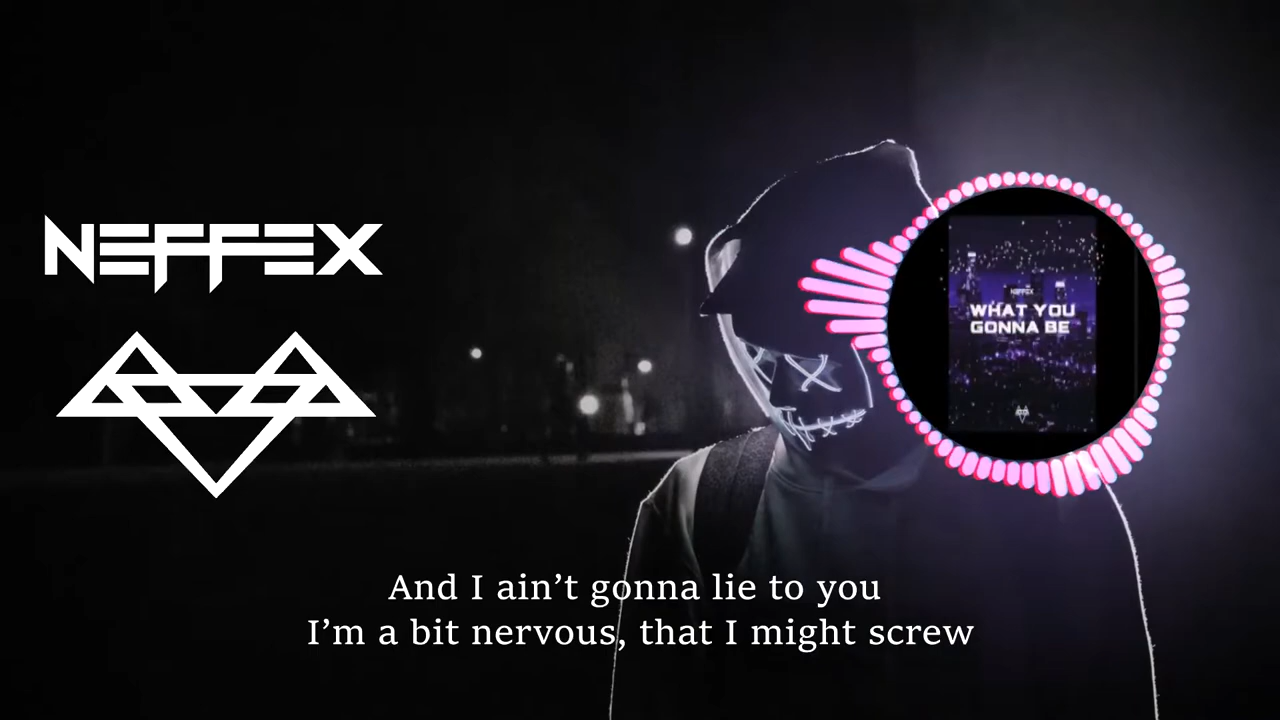 NEFFEX
NEFFEX
WHAT YOU
GONNA BE
And I ain’t gonna lie to you
I’m a bit nervous, that I might screw